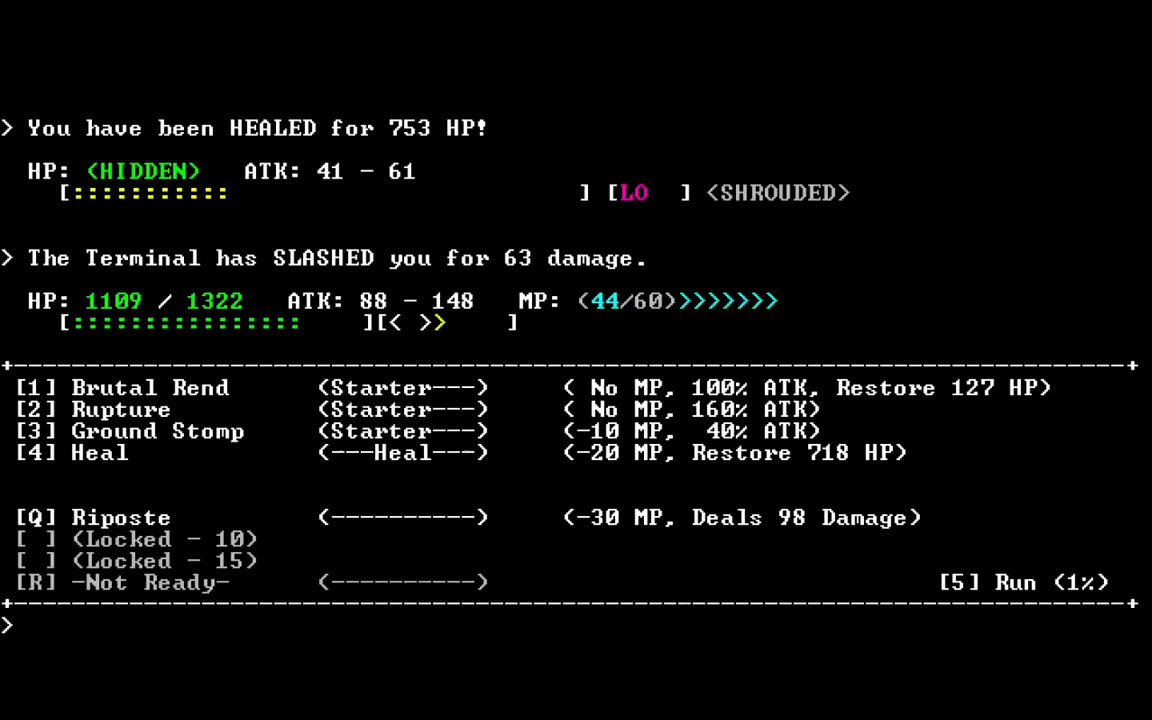 > You have been HEALED for 753 HP!
HP: (HIDDEN) ATK: 41 - 61
[:::::::::::                         ] [LO  ] <SHROUDED>
> The Terminal has SLASHED you for 63 damage.
HP: 1109 / 1322 ATK: 88 - 148 MP: (44/60)>>>>>>>
[::::::::::::::::    ][< >>    ]
+------------------------------------------------------------------------------+
[1] Brutal Rend (Starter---) ( No MP, 100% ATK, Restore 127 HP)
[2] Rupture (Starter---) ( No MP, 160% ATK)
[3] Ground Stomp (Starter---) (-10 MP,  40% ATK)
[4] Heal (---Heal---) (-20 MP, Restore 718 HP)
[Q] Riposte (----------) (-30 MP, Deals 98 Damage)
[ ] (Locked - 10)
[ ] (Locked - 15)
[R] -Not Ready- (----------) [5] Run (1%)
+------------------------------------------------------------------------------+
>